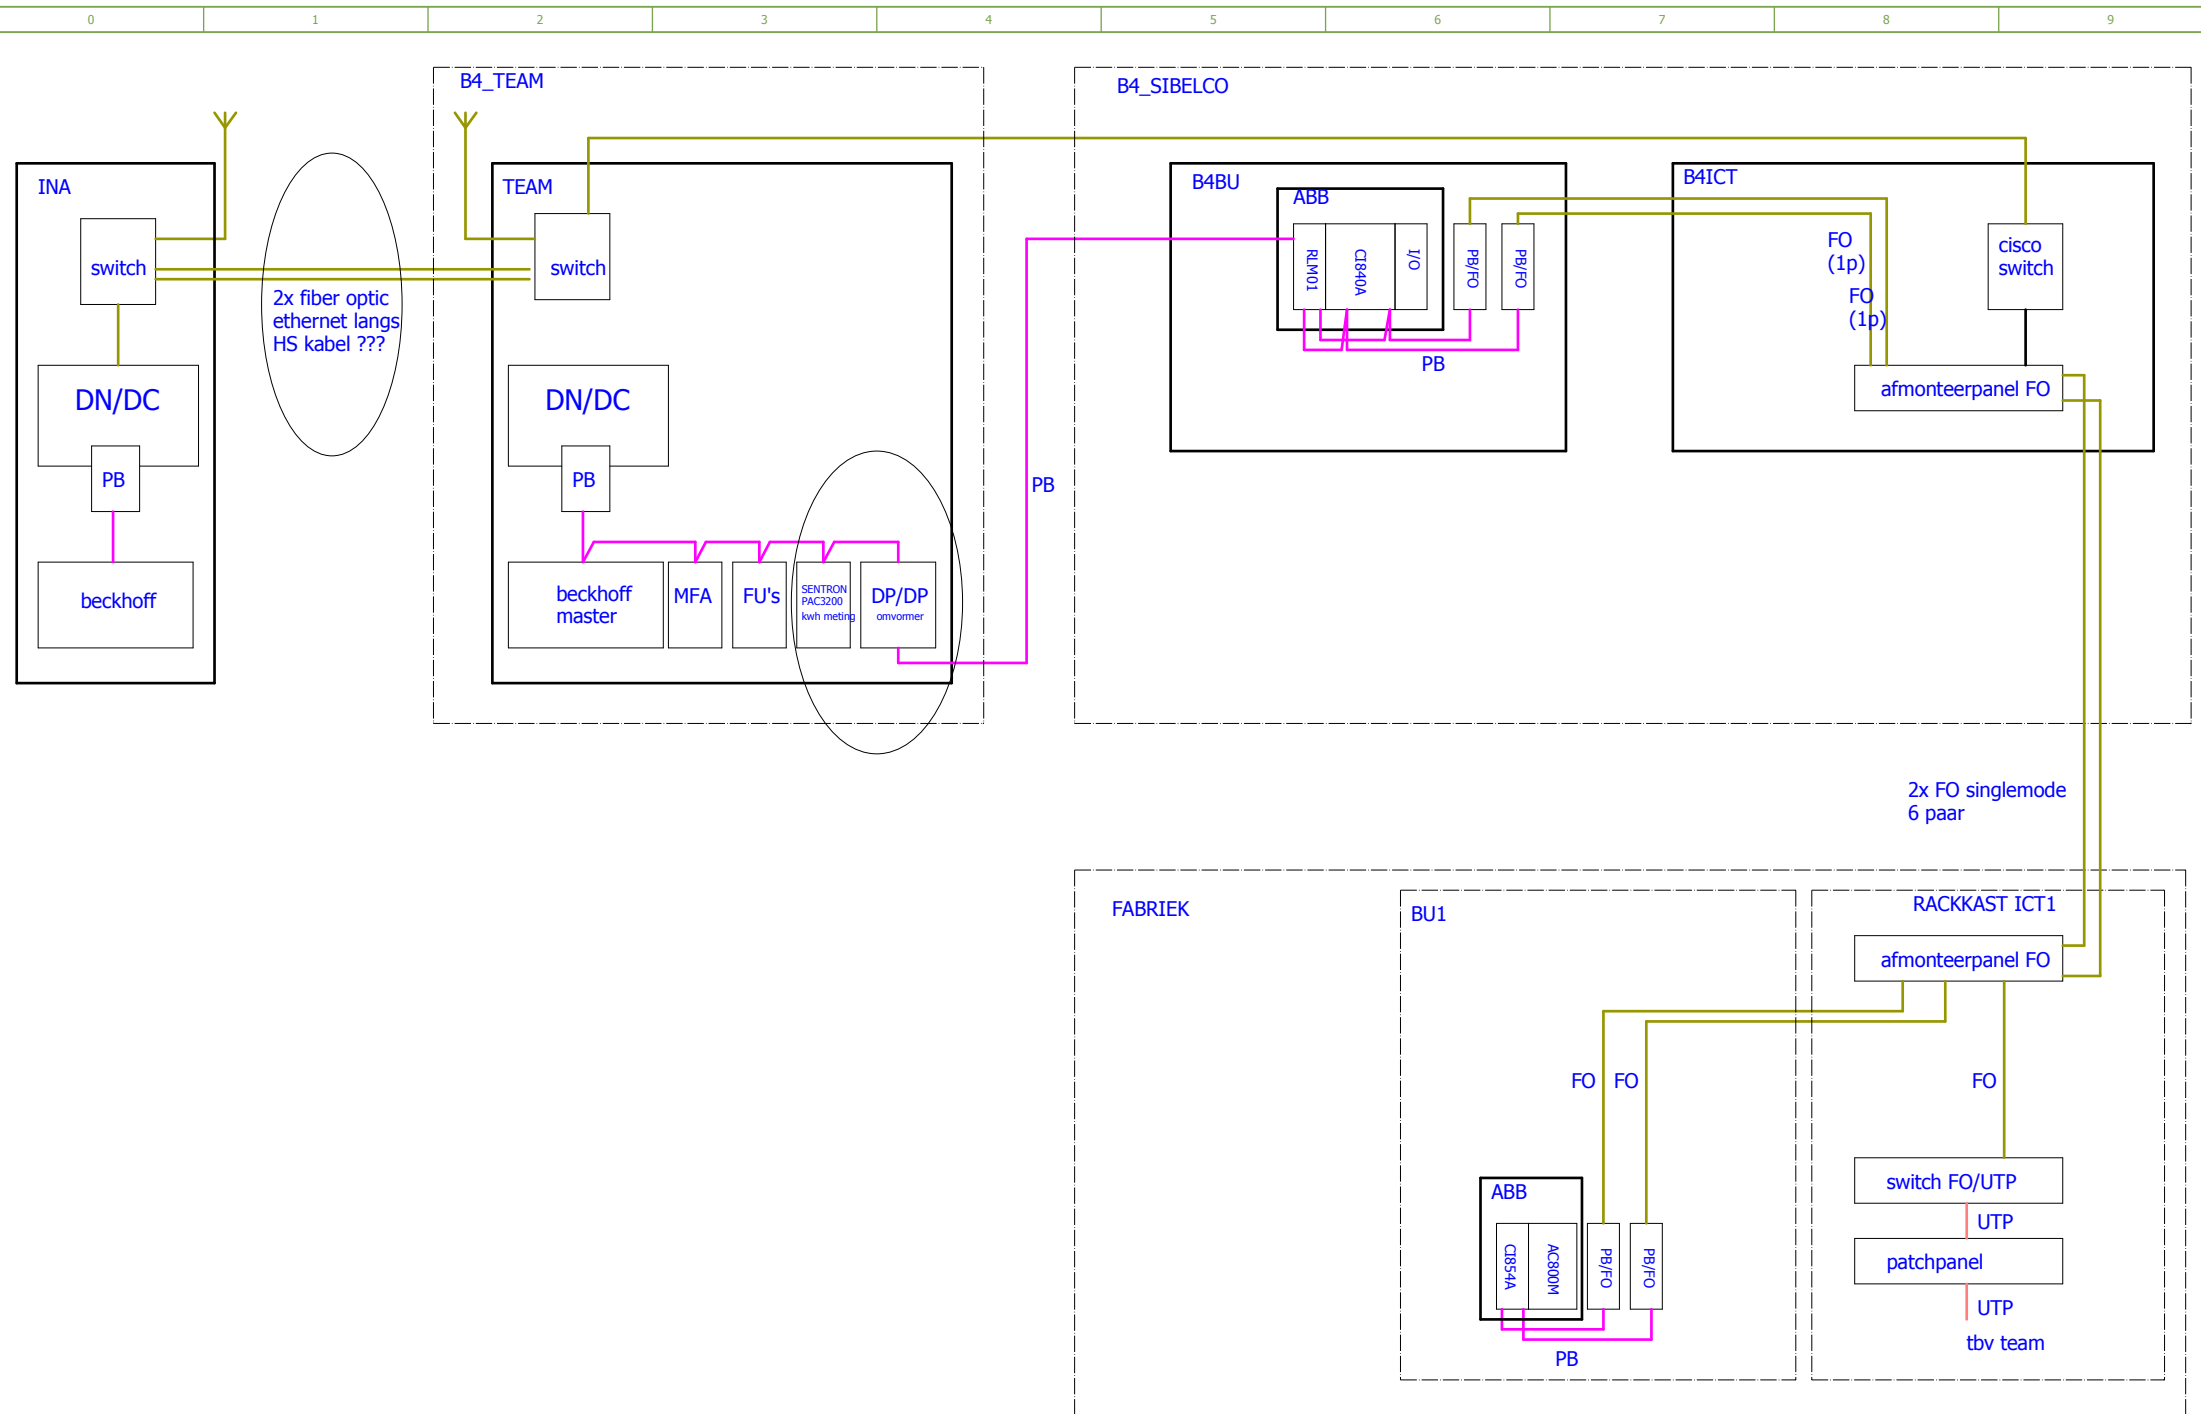 0 1 2 3 4 5 6 7 8 9
B4_TEAM
B4_SIBELCO
INA
switch
2x fiber optic
ethernet langs
HS kabel ???
DN/DC
PB
beckhoff
TEAM
switch
DN/DC
PB
beckhoff
master
MFA
FU's
SENTRON
PAC3200
kwh meting
DP/DP
omvormer
PB
B4BU
ABB
RLM01
CI840A
I/O
PB/FO
PB/FO
PB
B4ICT
FO
(1p)
FO
(1p)
cisco
switch
afmonteerpanel FO
2x FO singlemode
6 paar
FABRIEK
BU1
FO
FO
ABB
CI854A
AC800M
PB/FO
PB/FO
PB
RACKKAST ICT1
afmonteerpanel FO
FO
switch FO/UTP
UTP
patchpanel
UTP
tbv team